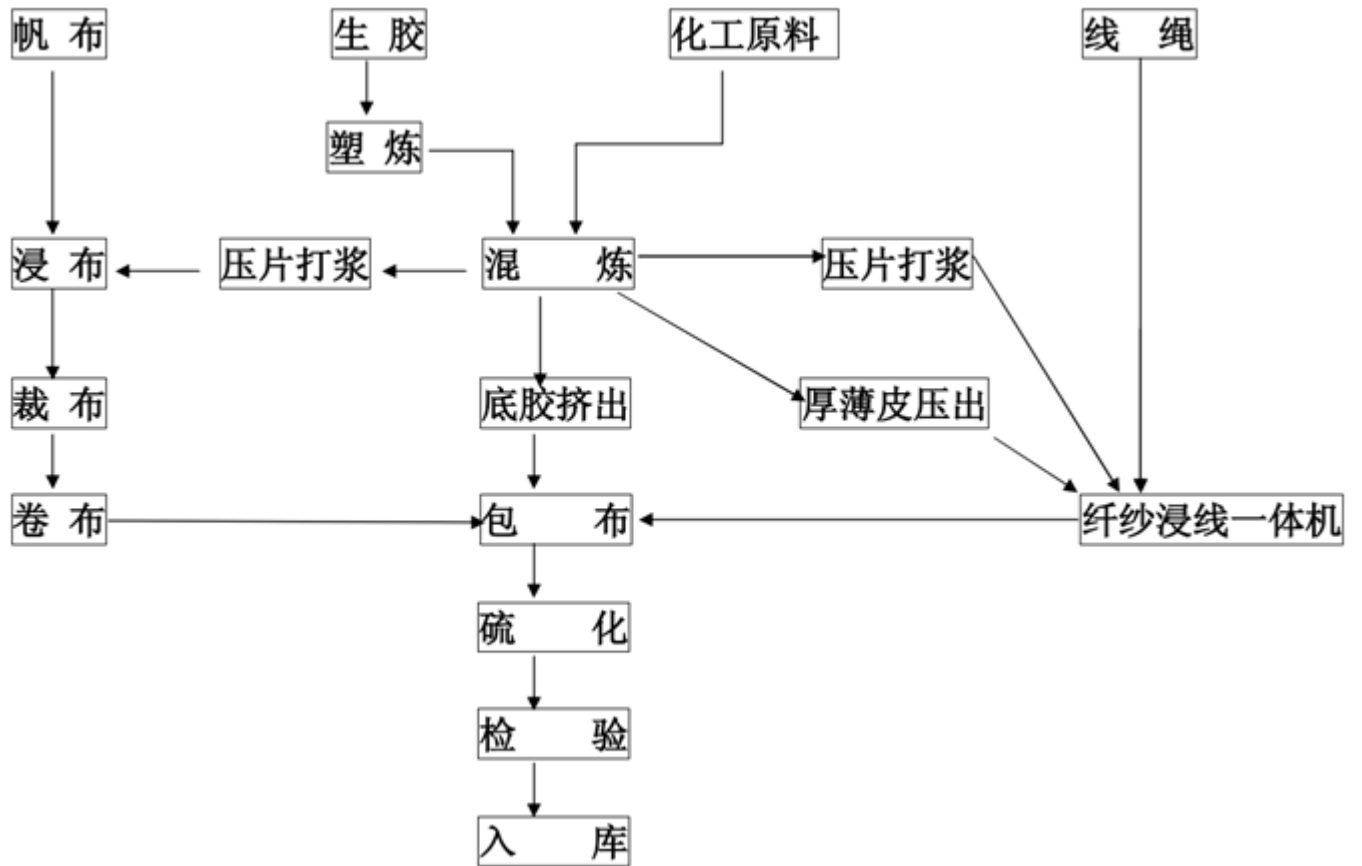 帆 布
生 胶
化工原料
线 绳
塑 炼
浸 布
压片打浆
混 炼
压片打浆
裁 布
底胶挤出
厚薄皮压出
卷 布
包 布
纤纱浸线一体机
硫 化
检 验
入 库